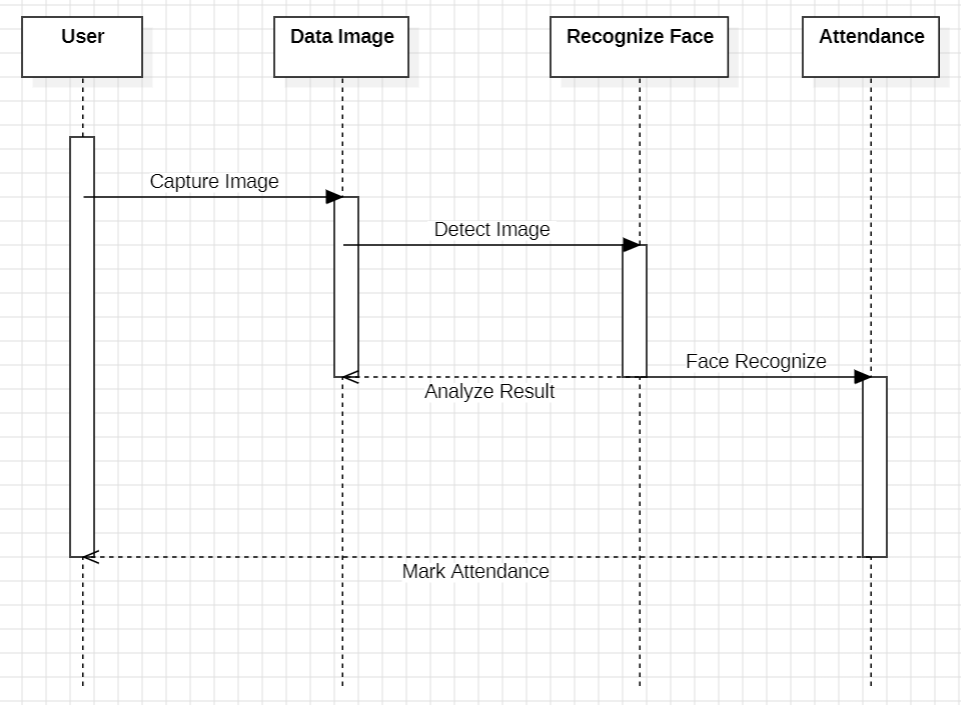 User
Data Image
Recognize Face
Attendance
Capture Image
Detect Image
Face Recognize
Analyze Result
Mark Attendance